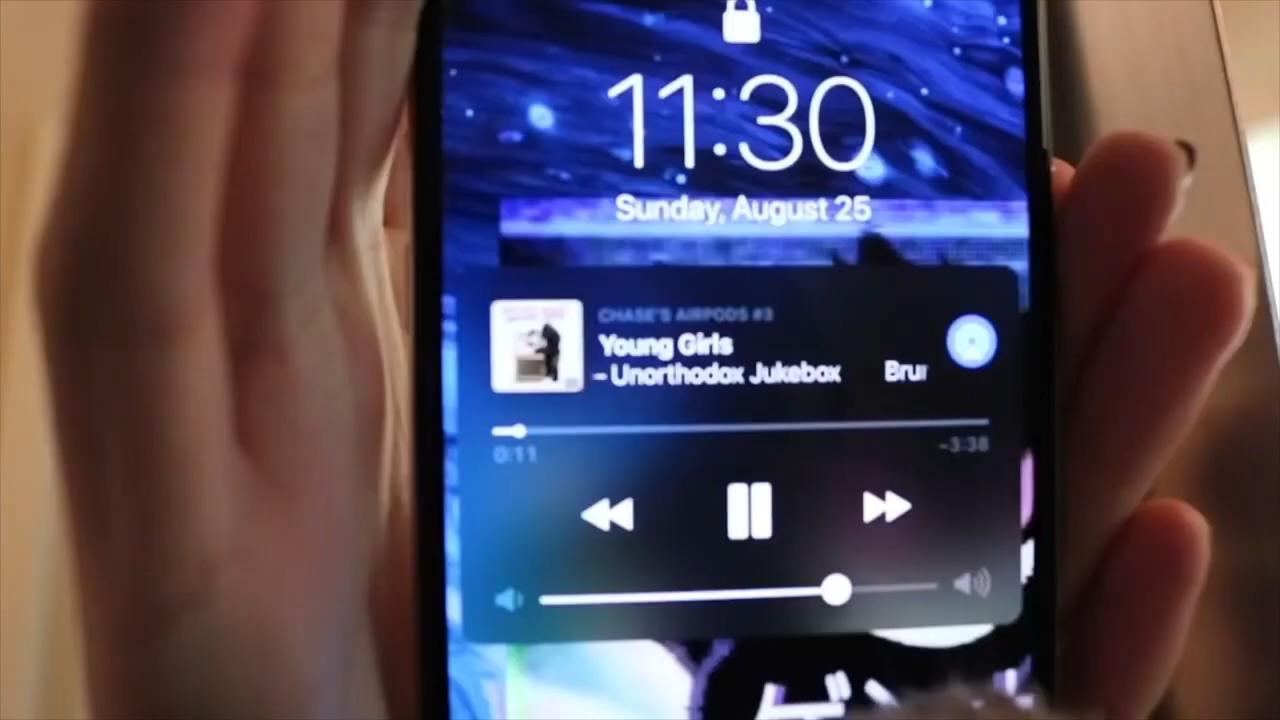 11:30
Sunday, August 25
CHASE'S AIRPODS #3
Young Girls
– Unorthodox Jukebox Bru
0:11 -3:38